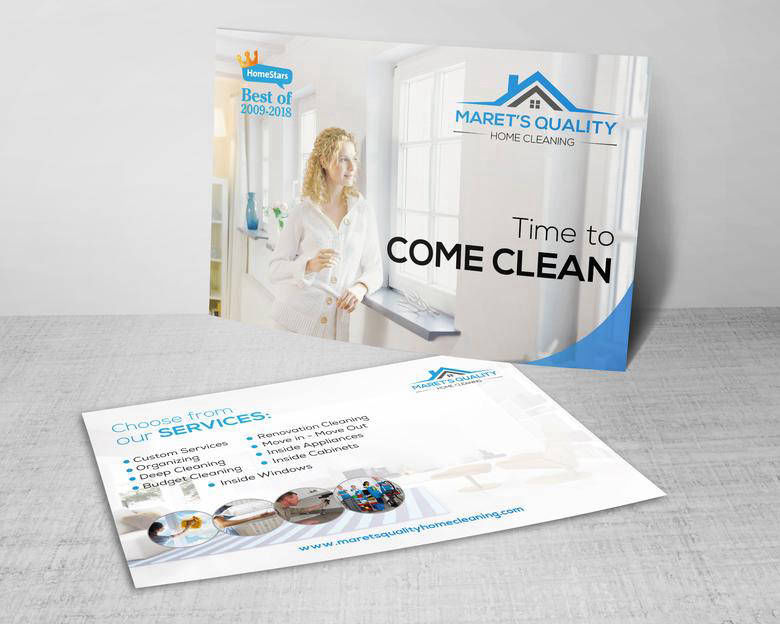 HomeStars
Best of
2009-2018
MARET'S QUALITY
HOME CLEANING
Time to
COME CLEAN
MARET'S QUALITY
HOME CLEANING
Choose from
our SERVICES:
Custom Services
Organizing
Deep Cleaning
Budget Cleaning
Renovation Cleaning
Move in - Move Out
Inside Appliances
Inside Cabinets
Inside Windows
www.maretsqualityhomecleaning.com